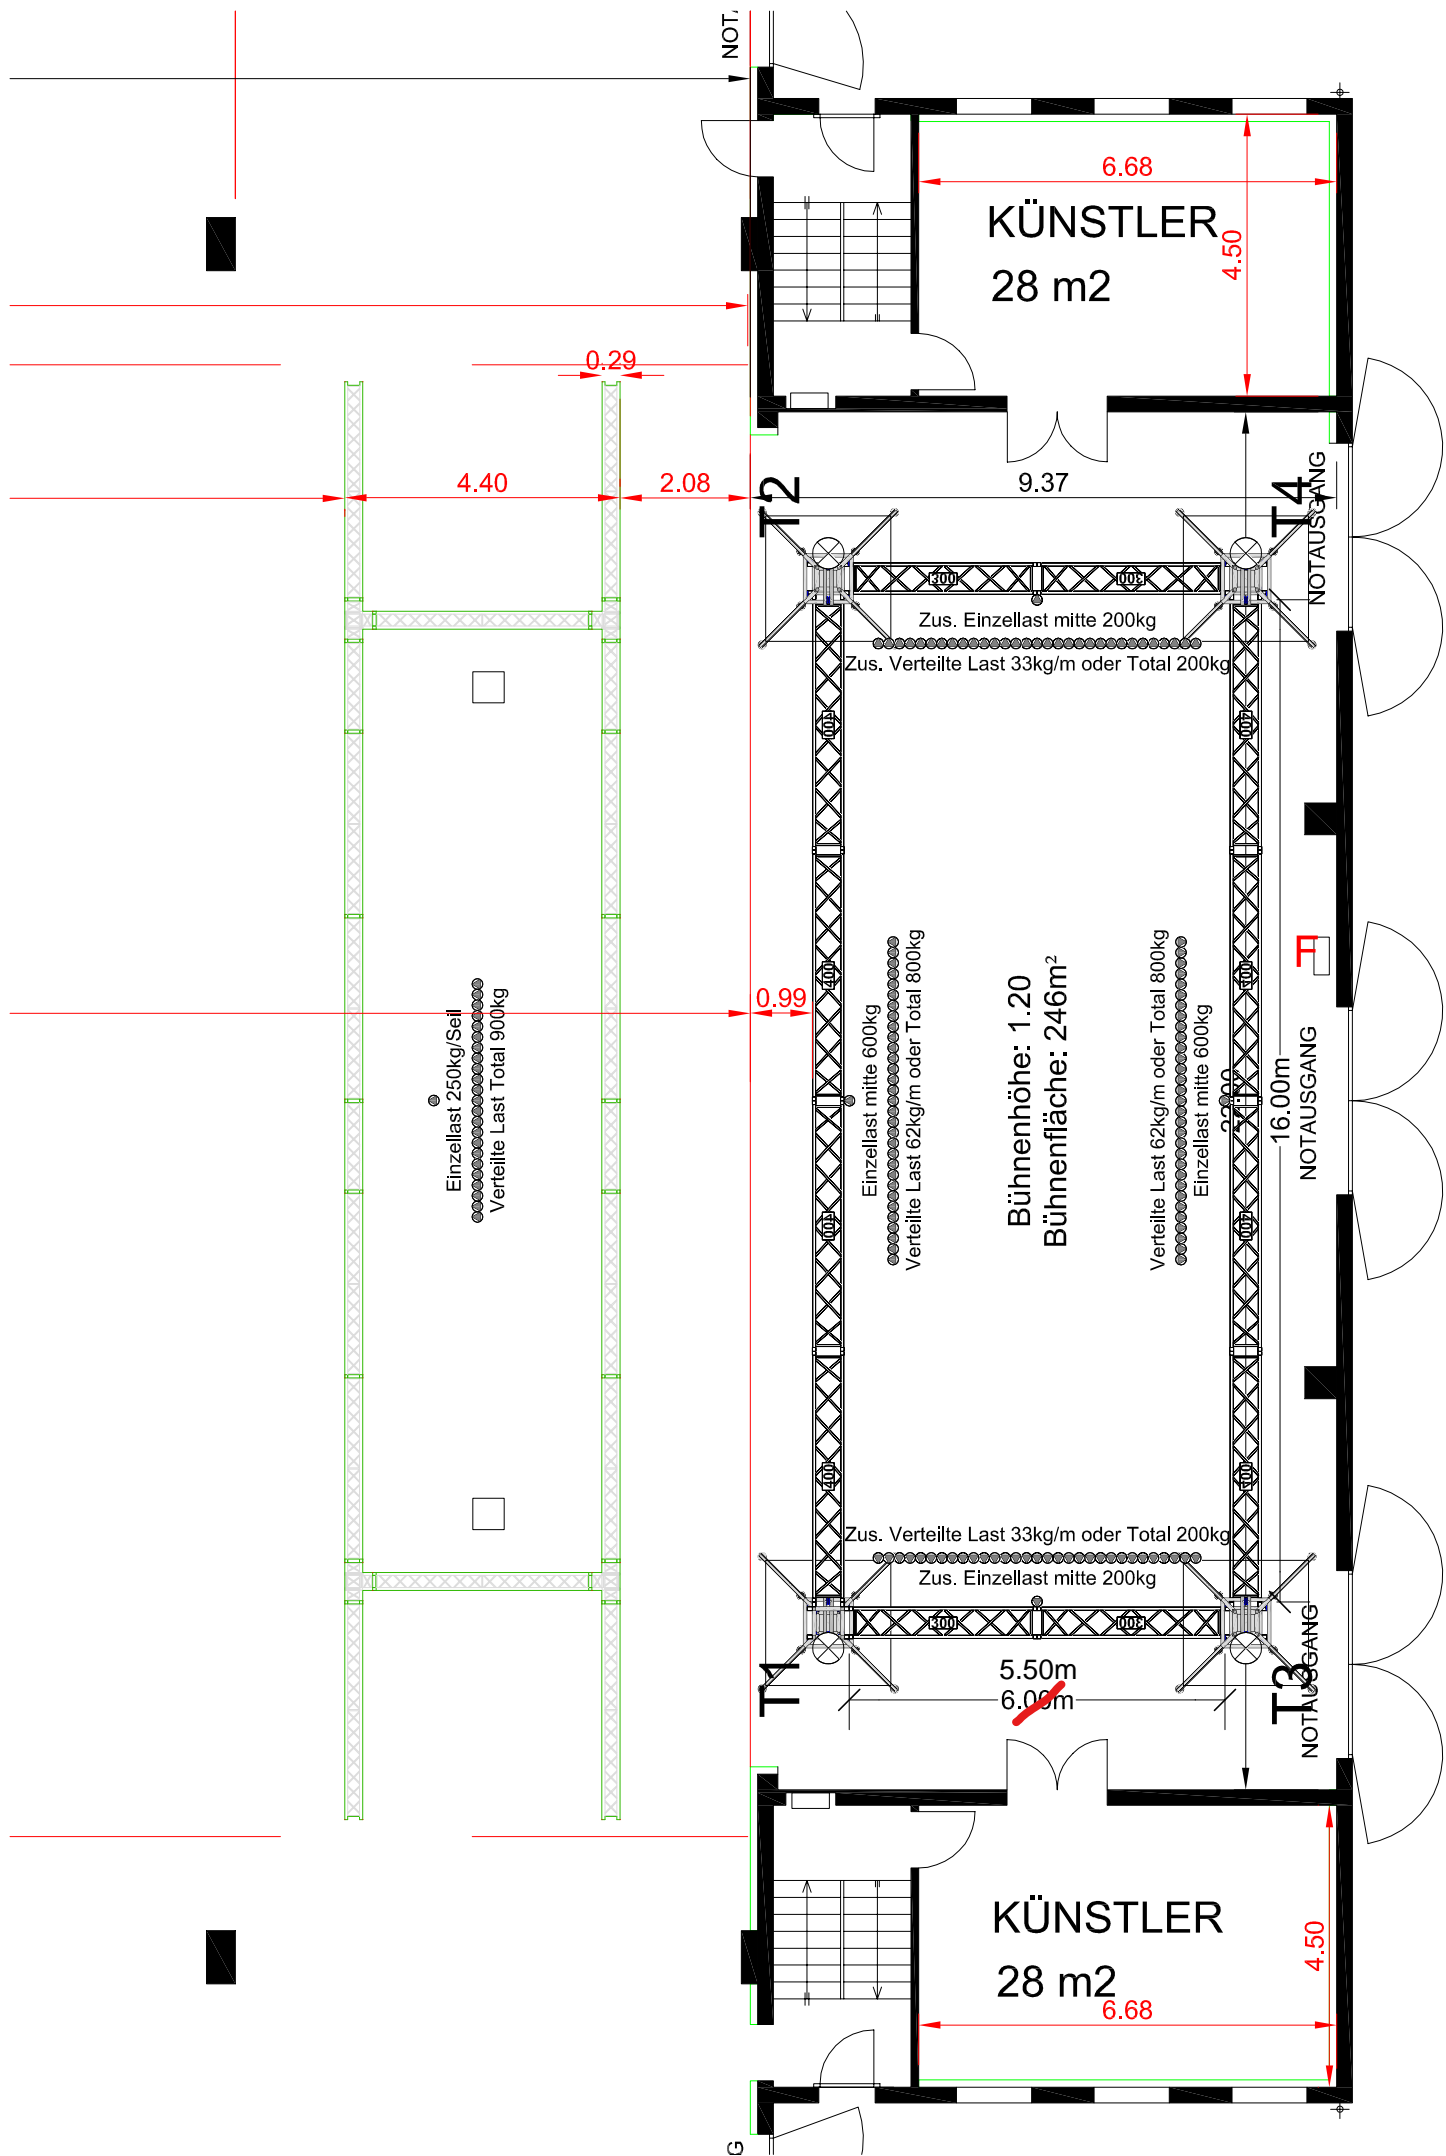 6.68
KÜNSTLER
4.50
28 m2
0.29
4.40
2.08
9.37
T2
T4
NOTAUSGANG
300
300
Zus. Einzellast mitte 200kg
Zus. Verteilte Last 33kg/m oder Total 200kg
400
400
F
400
400
0.99
Einzellast 250kg/Seil
Verteilte Last Total 900kg
Einzellast mitte 600kg
Verteilte Last 62kg/m oder Total 800kg
Bühnenhöhe: 1.20
Bühnenfläche: 246m²
Verteilte Last 62kg/m oder Total 800kg
Einzellast mitte 600kg
16.00m
NOTAUSGANG
400
400
400
400
Zus. Verteilte Last 33kg/m oder Total 200kg
Zus. Einzellast mitte 200kg
300
300
T1
T3
NOTAUSGANG
5.50m
6.00m
KÜNSTLER
28 m2
4.50
6.68